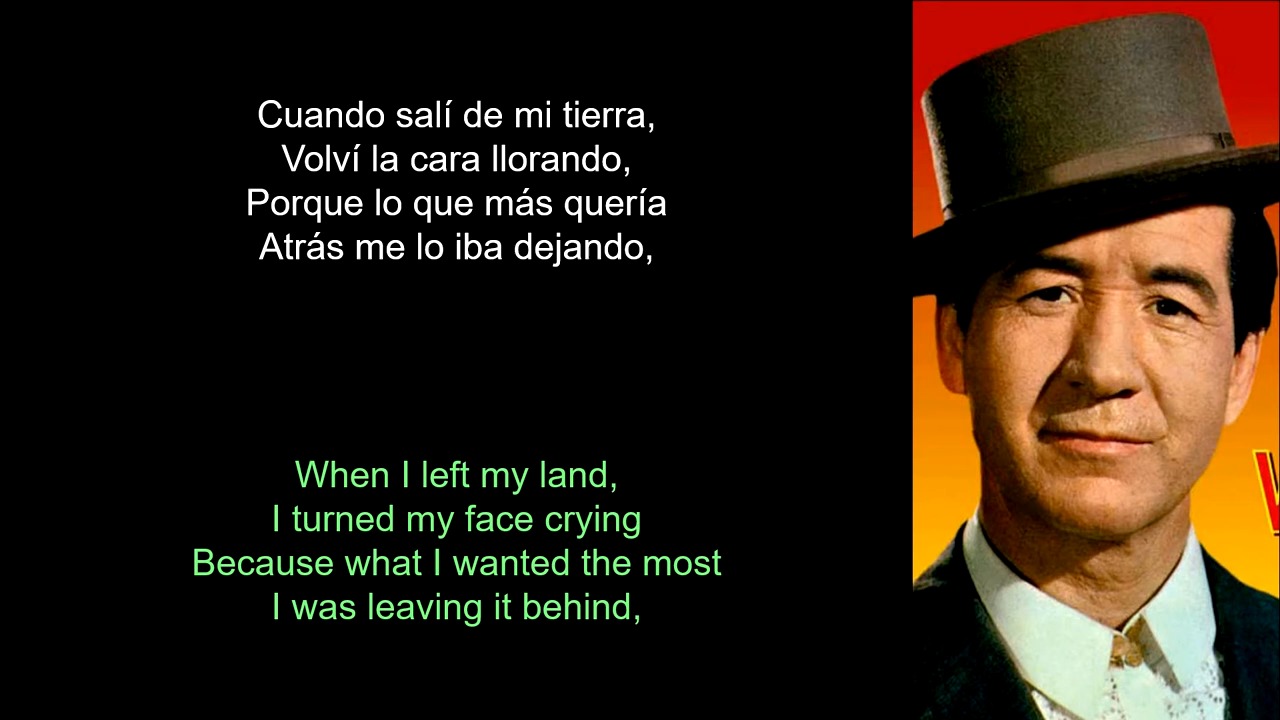 Cuando salí de mi tierra,
Volví la cara llorando,
Porque lo que más quería
Atrás me lo iba dejando,
When I left my land,
I turned my face crying
Because what I wanted the most
I was leaving it behind,